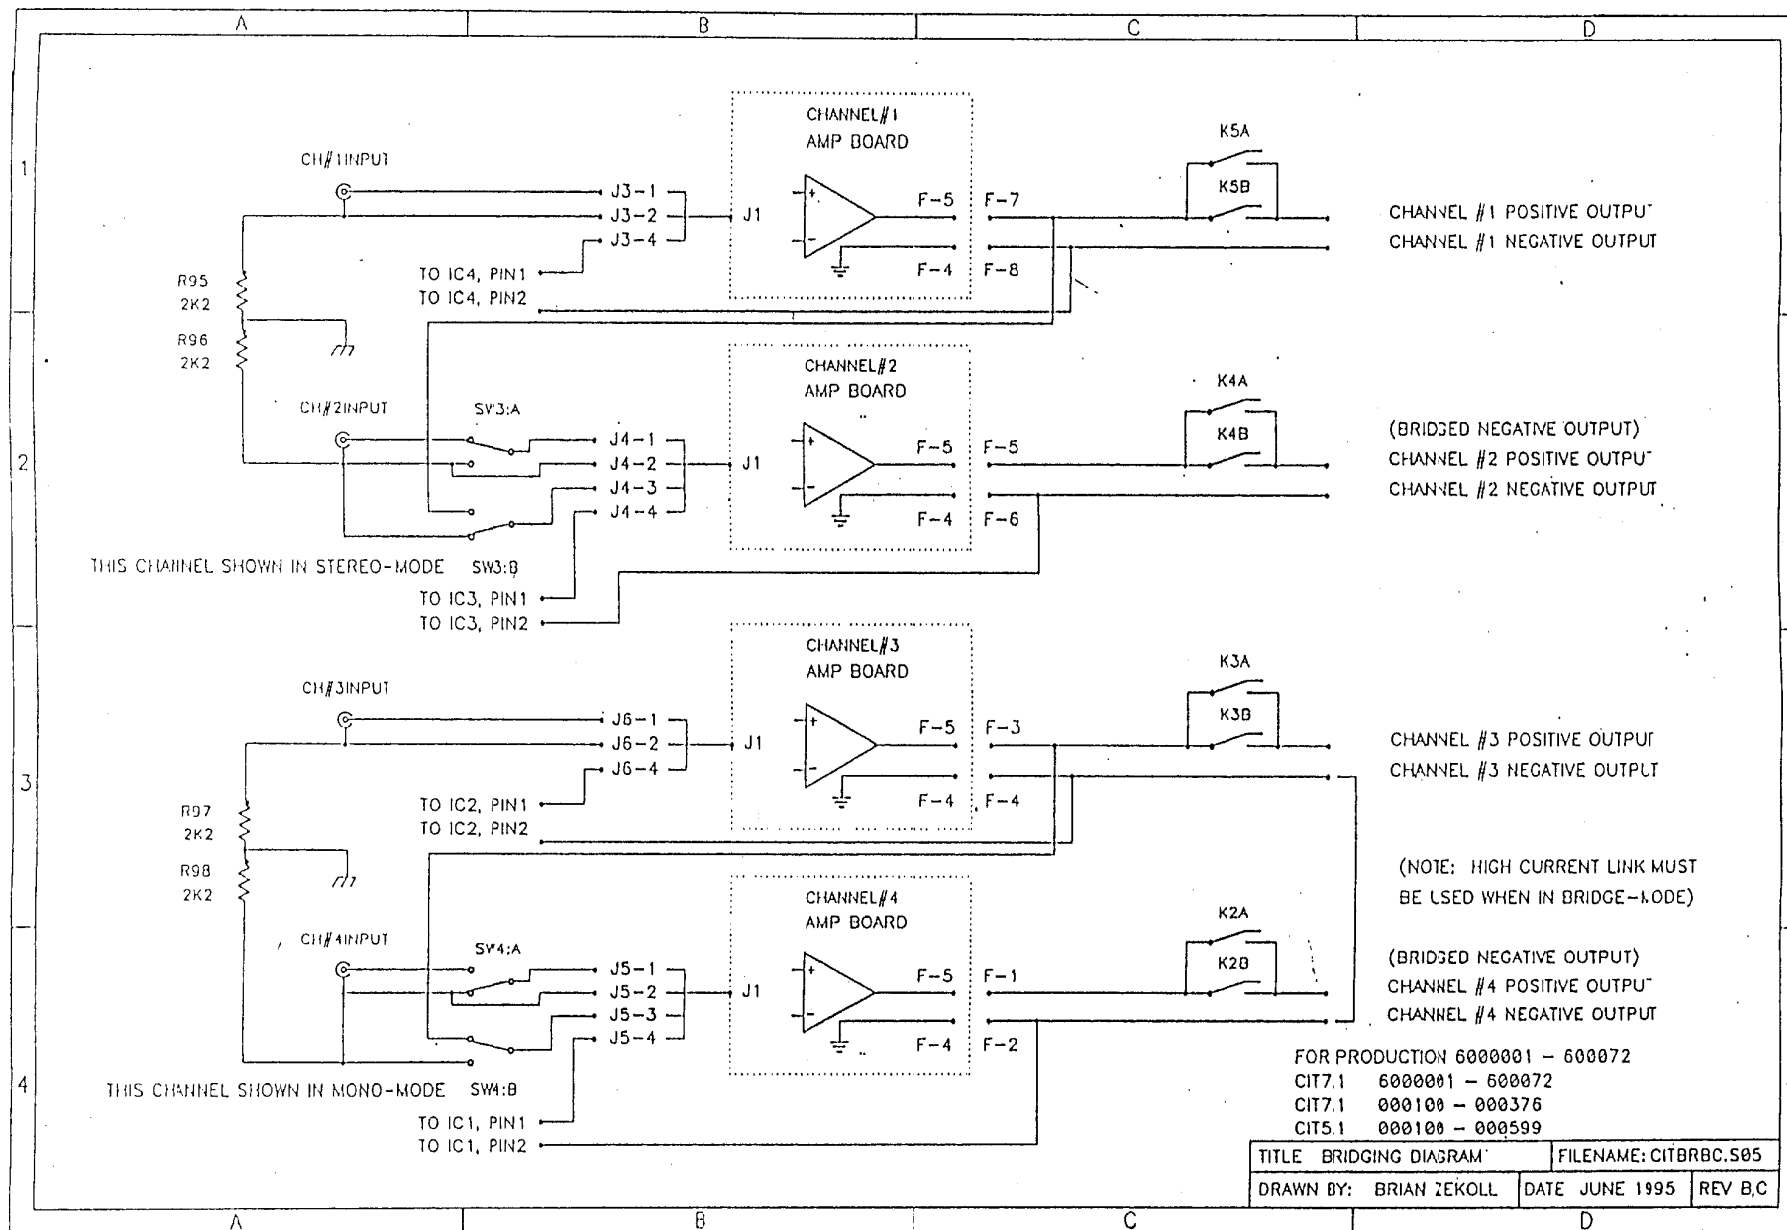 A B C D
1
CHANNEL#1
AMP BOARD
CH#1INPUT
J3-1
J3-2
J3-4
J1
F-5 F-7
F-4 F-8
K5A
K5B
CHANNEL #1 POSITIVE OUTPUT
CHANNEL #1 NEGATIVE OUTPUT
TO IC4, PIN1
TO IC4, PIN2
R95
2K2
R96
2K2
2
CHANNEL#2
AMP BOARD
CH#2INPUT
SW3:A
J4-1
J4-2
J4-3
J4-4
J1
F-5 F-5
F-4 F-6
K4A
K4B
(BRIDGED NEGATIVE OUTPUT)
CHANNEL #2 POSITIVE OUTPUT
CHANNEL #2 NEGATIVE OUTPUT
THIS CHANNEL SHOWN IN STEREO-MODE SW3:B
TO IC3, PIN1
TO IC3, PIN2
3
CHANNEL#3
AMP BOARD
CH#3INPUT
J6-1
J6-2
J6-4
J1
F-5 F-3
F-4 F-4
K3A
K3B
CHANNEL #3 POSITIVE OUTPUT
CHANNEL #3 NEGATIVE OUTPUT
TO IC2, PIN1
TO IC2, PIN2
R97
2K2
R98
2K2
(NOTE: HIGH CURRENT LINK MUST
BE USED WHEN IN BRIDGE-MODE)
4
CHANNEL#4
AMP BOARD
CH#4INPUT
SW4:A
J5-1
J5-2
J5-3
J5-4
J1
F-5 F-1
F-4 F-2
K2A
K2B
(BRIDGED NEGATIVE OUTPUT)
CHANNEL #4 POSITIVE OUTPUT
CHANNEL #4 NEGATIVE OUTPUT
THIS CHANNEL SHOWN IN MONO-MODE SW4:B
TO IC1, PIN1
TO IC1, PIN2
FOR PRODUCTION 6000001 - 600072
CIT7.1 6000001 - 600072
CIT7.1 000100 - 000376
CIT5.1 000100 - 000599
TITLE BRIDGING DIAGRAM FILENAME: CITBRBC.S05
DRAWN BY: BRIAN ZEKOLL DATE JUNE 1995 REV B,C
A B C D